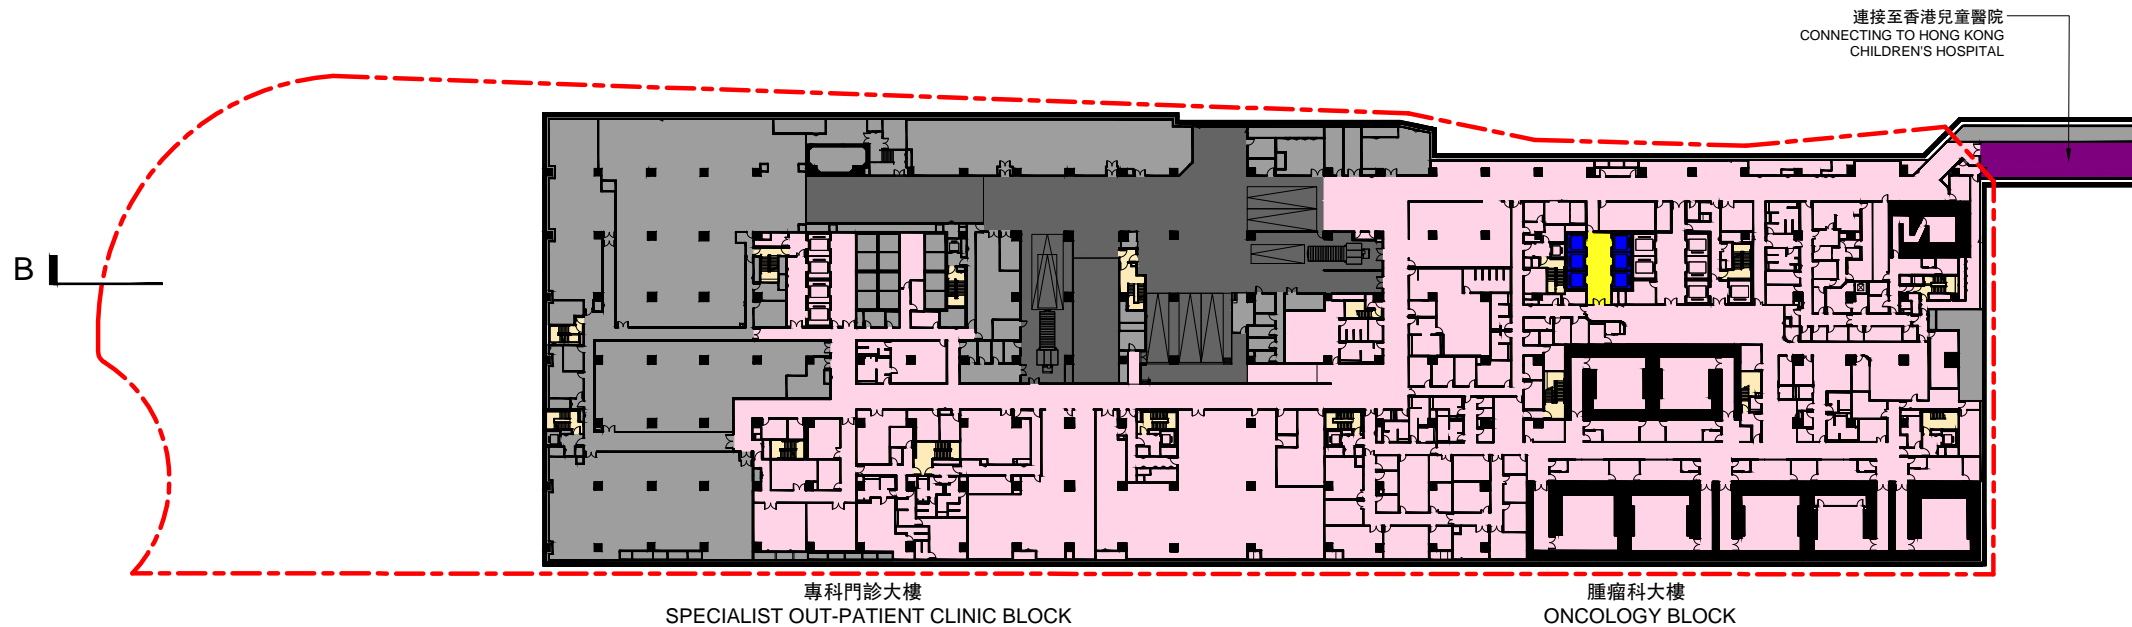 連接至香港兒童醫院
CONNECTING TO HONG KONG
CHILDREN'S HOSPITAL
B
專科門診大樓
SPECIALIST OUT-PATIENT CLINIC BLOCK
腫瘤科大樓
ONCOLOGY BLOCK